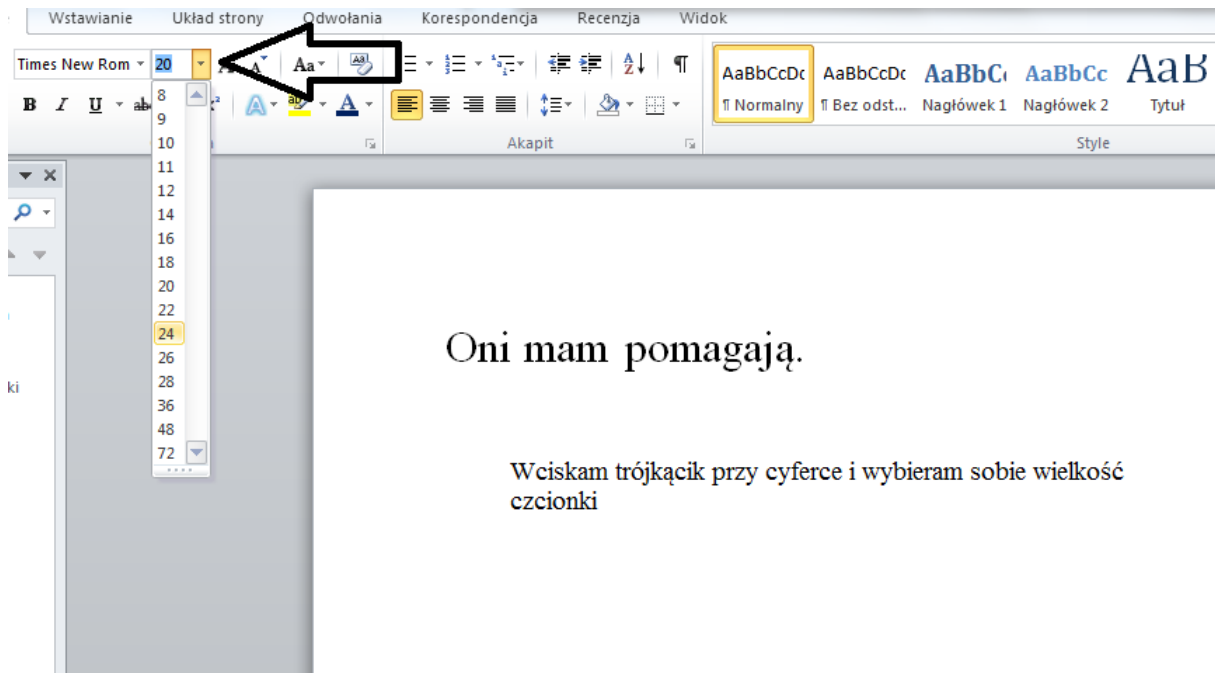 Wstawianie Układ strony Odwołania Korespondencja Recenzja Widok
Times New Rom 20 Aa
B I U A A
AaBbCcDc AaBbCcDc AaBbC AaBbCc AaB
¶ Normalny ¶ Bez odst... Nagłówek 1 Nagłówek 2 Tytuł
Akapit Style
8
9
10
11
12
14
16
18
20
22
24
26
28
36
48
72
ki
Oni mam pomagają.
Wciskam trójkącik przy cyferce i wybieram sobie wielkość
czcionki